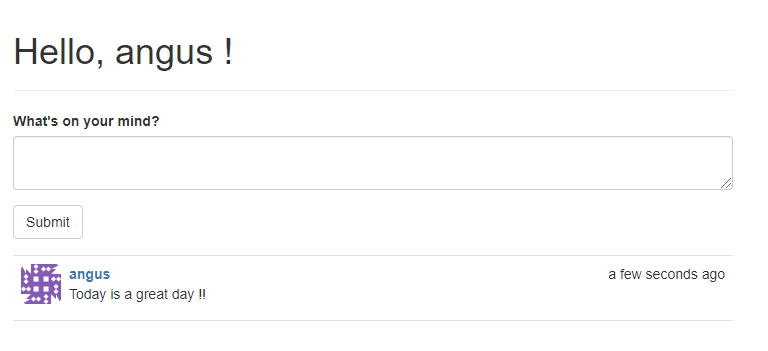 Hello, angus !
What's on your mind?
Submit
angus
a few seconds ago
Today is a great day !!